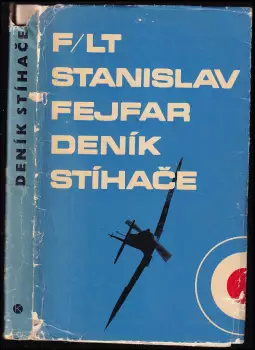 DENÍK STÍHAČE
F/LT
STANISLAV
FEJFAR
DENÍK
STÍHAČE
K